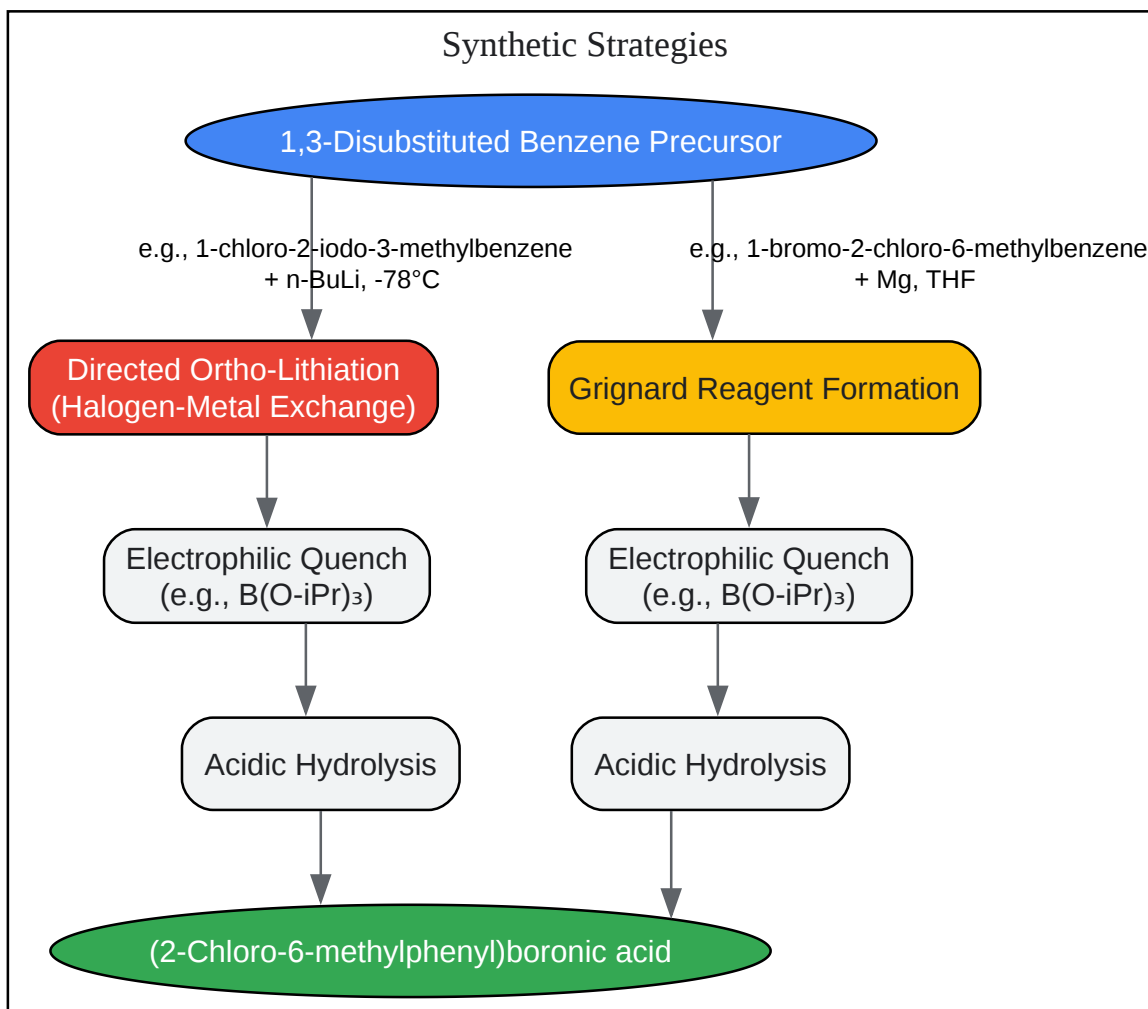 Synthetic Strategies
1,3-Disubstituted Benzene Precursor
e.g., 1-chloro-2-iodo-3-methylbenzene
+ n-BuLi, -78°C
e.g., 1-bromo-2-chloro-6-methylbenzene
+ Mg, THF
Directed Ortho-Lithiation
(Halogen-Metal Exchange)
Grignard Reagent Formation
Electrophilic Quench
(e.g., B(O-iPr)₃)
Electrophilic Quench
(e.g., B(O-iPr)₃)
Acidic Hydrolysis
Acidic Hydrolysis
(2-Chloro-6-methylphenyl)boronic acid